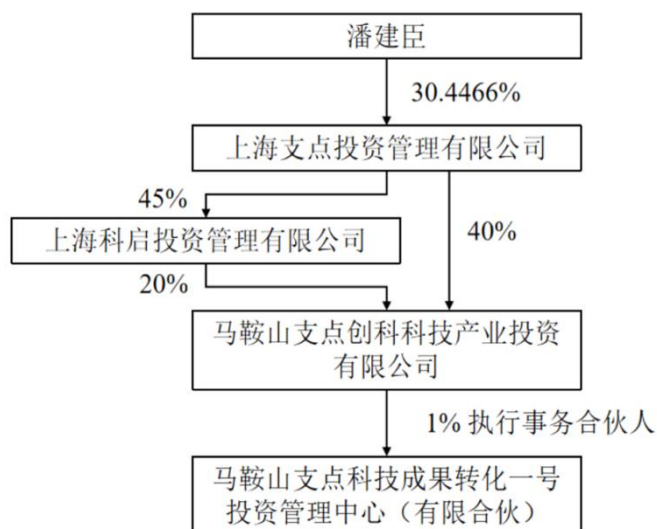 潘建臣
30.4466%
上海支点投资管理有限公司
45%
上海科启投资管理有限公司
40%
20%
马鞍山支点创科科技产业投资
有限公司
1% 执行事务合伙人
马鞍山支点科技成果转化一号
投资管理中心（有限合伙）